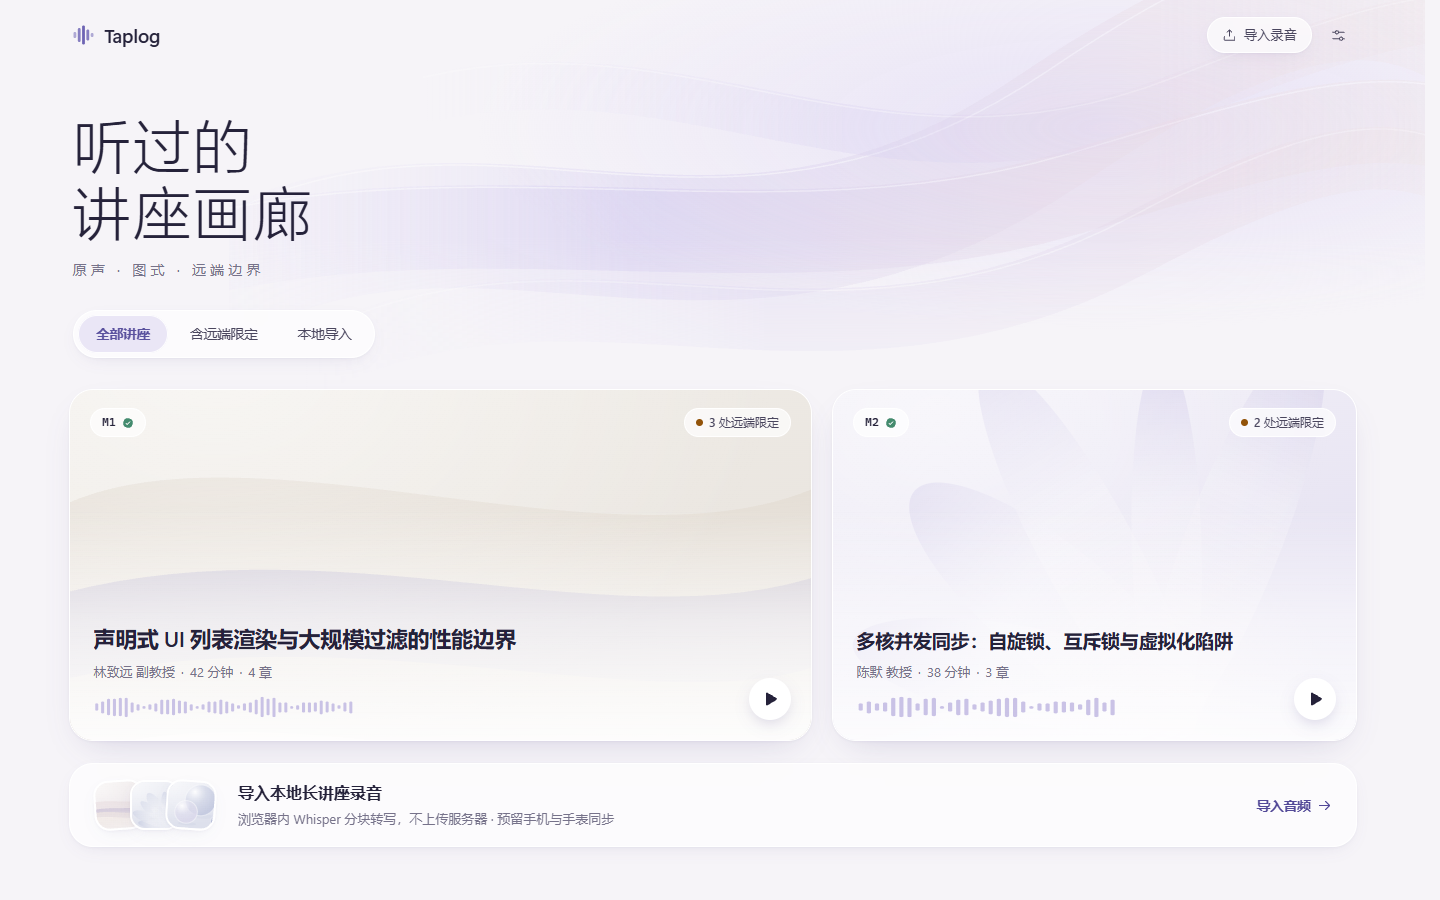 Taplog
导入录音
听过的
讲座画廊
原声 · 图式 · 远端边界
全部讲座
含远端限定
本地导入
M1
3 处远端限定
声明式 UI 列表渲染与大规模过滤的性能边界
林致远 副教授 · 42 分钟 · 4 章
M2
2 处远端限定
多核并发同步：自旋锁、互斥锁与虚拟化陷阱
陈默 教授 · 38 分钟 · 3 章
导入本地长讲座录音
浏览器内 Whisper 分块转写，不上传服务器 · 预留手机与手表同步
导入音频 →